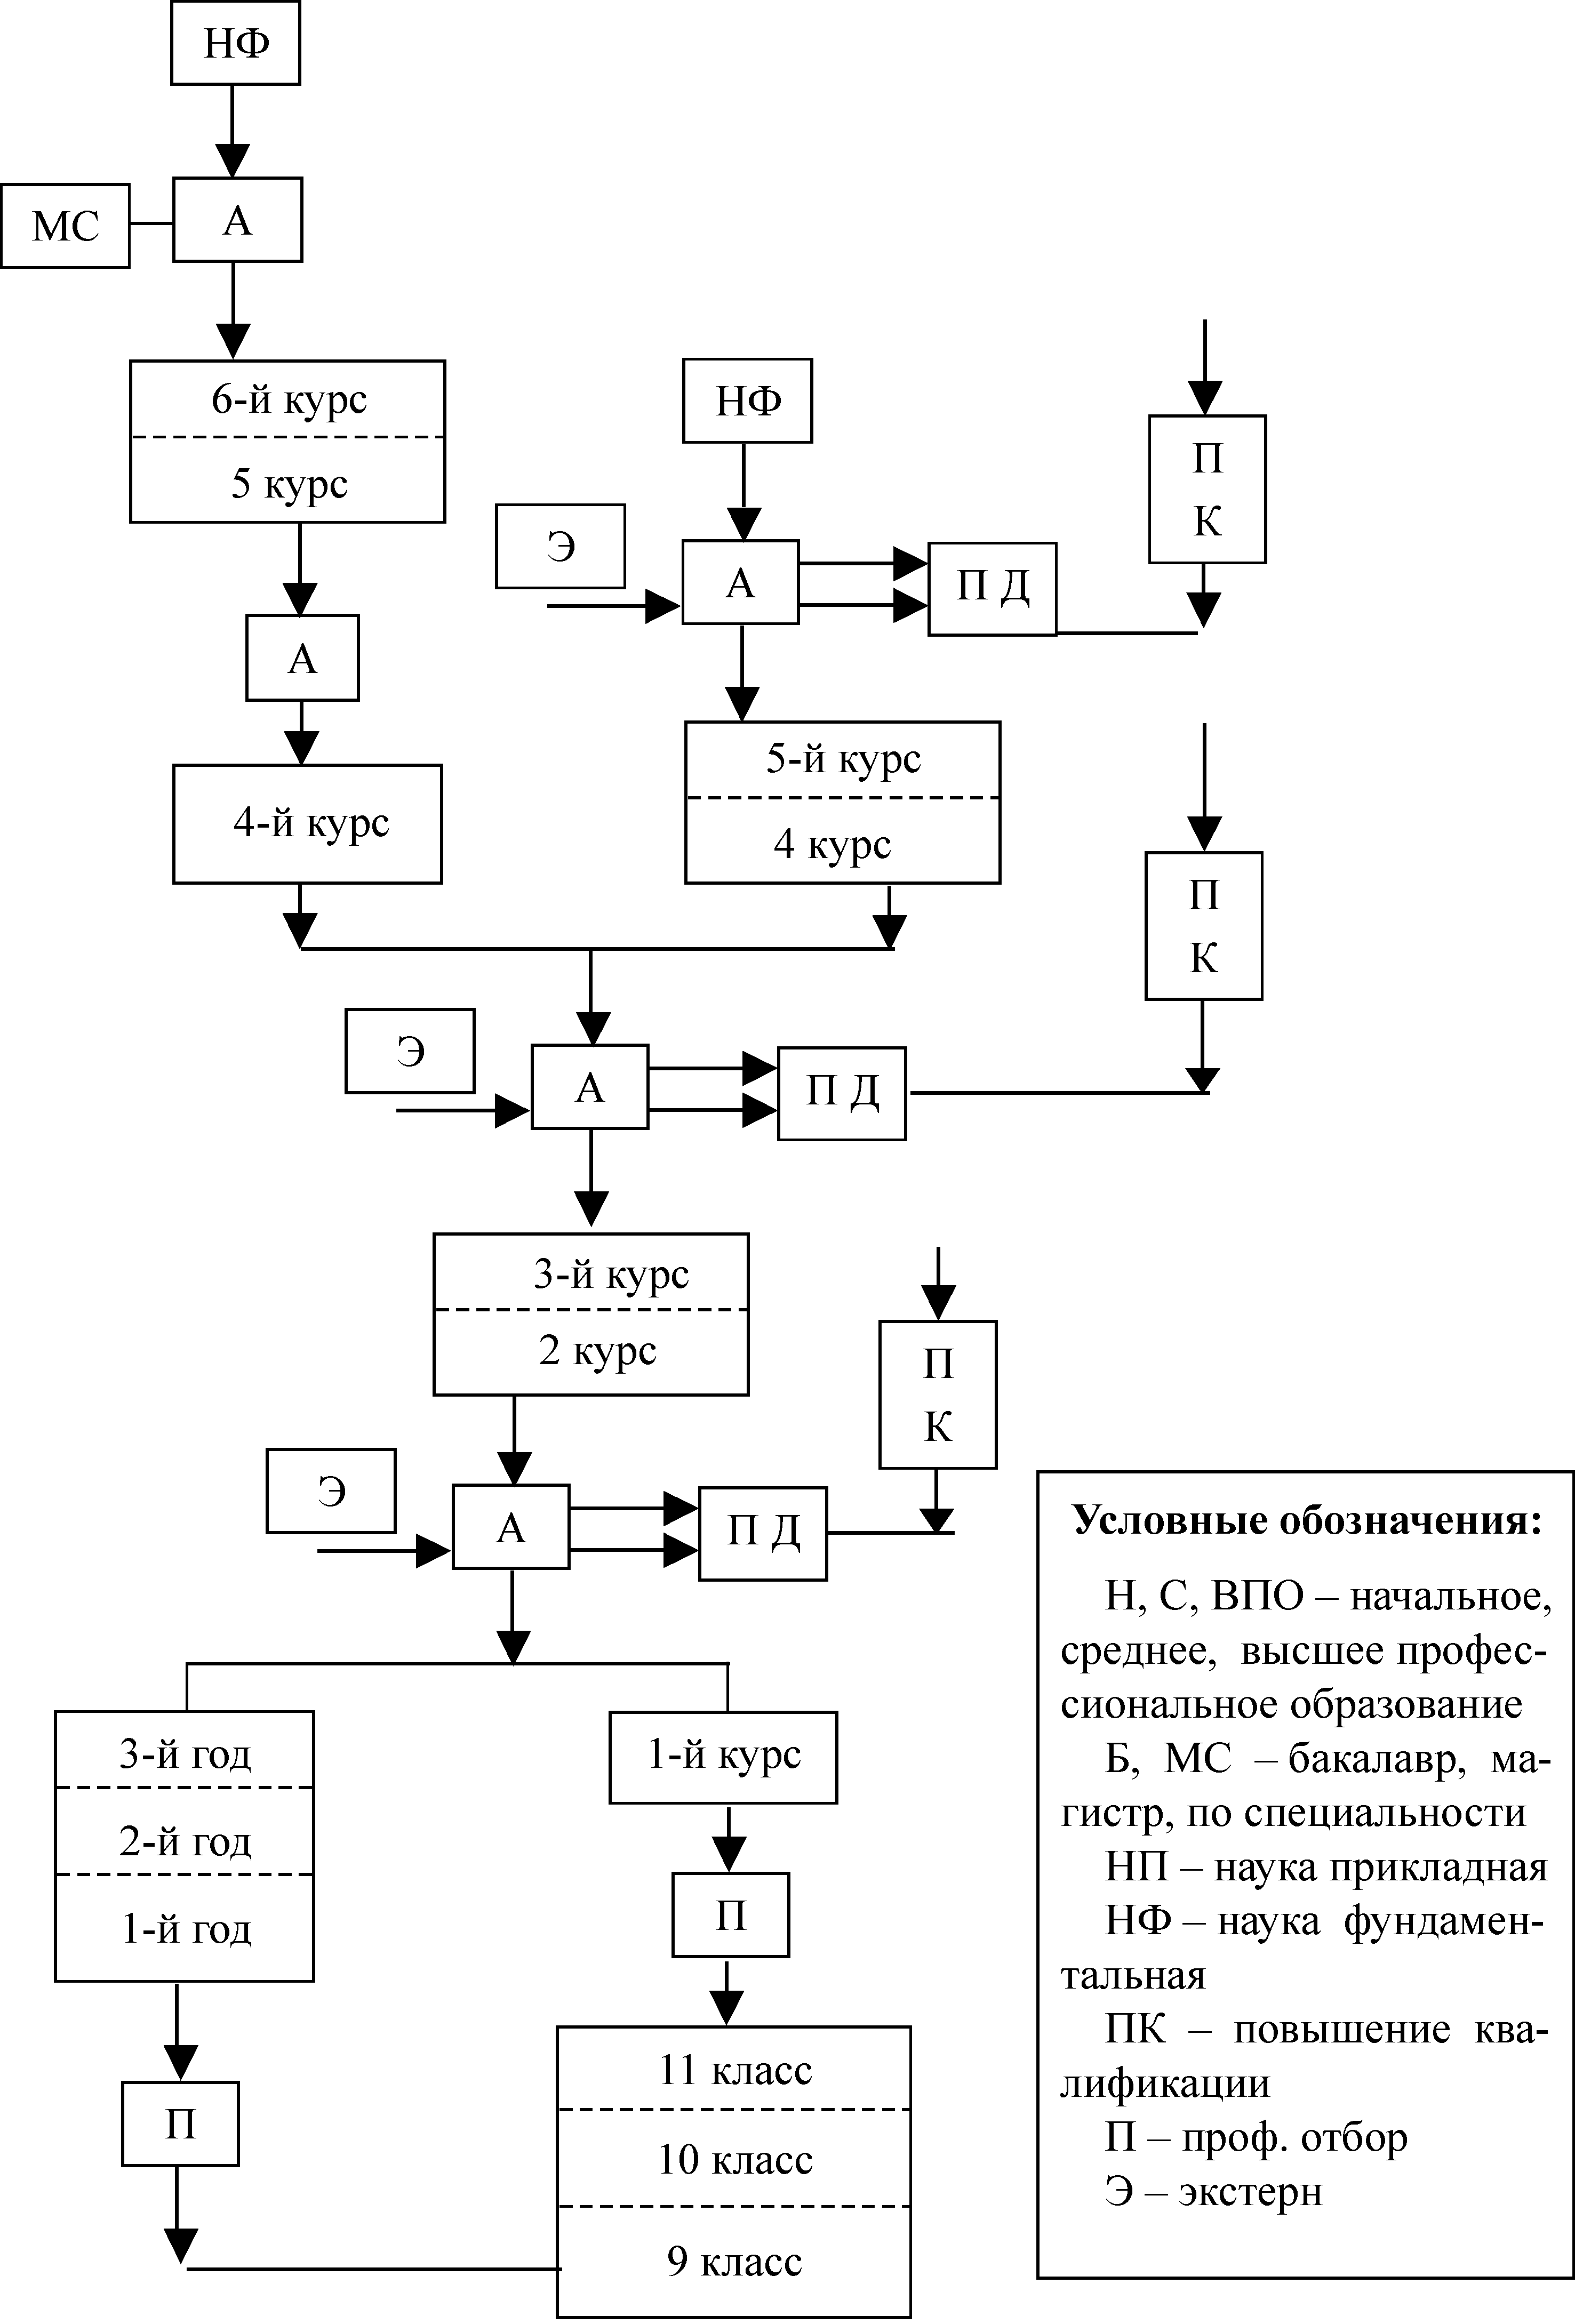 НФ
МС
А
6-й курс
5 курс
НФ
П
К
Э
А
П Д
А
4-й курс
5-й курс
4 курс
П
К
Э
А
П Д
3-й курс
2 курс
П
К
Э
А
П Д
3-й год
2-й год
1-й год
1-й курс
П
П
11 класс
10 класс
9 класс
Условные обозначения:
Н, С, ВПО – начальное,
среднее, высшее профес-
сиональное образование
Б, МС – бакалавр, ма-
гистр, по специальности
НП – наука прикладная
НФ – наука фундамен-
тальная
ПК – повышение ква-
лификации
П – проф. отбор
Э – экстерн